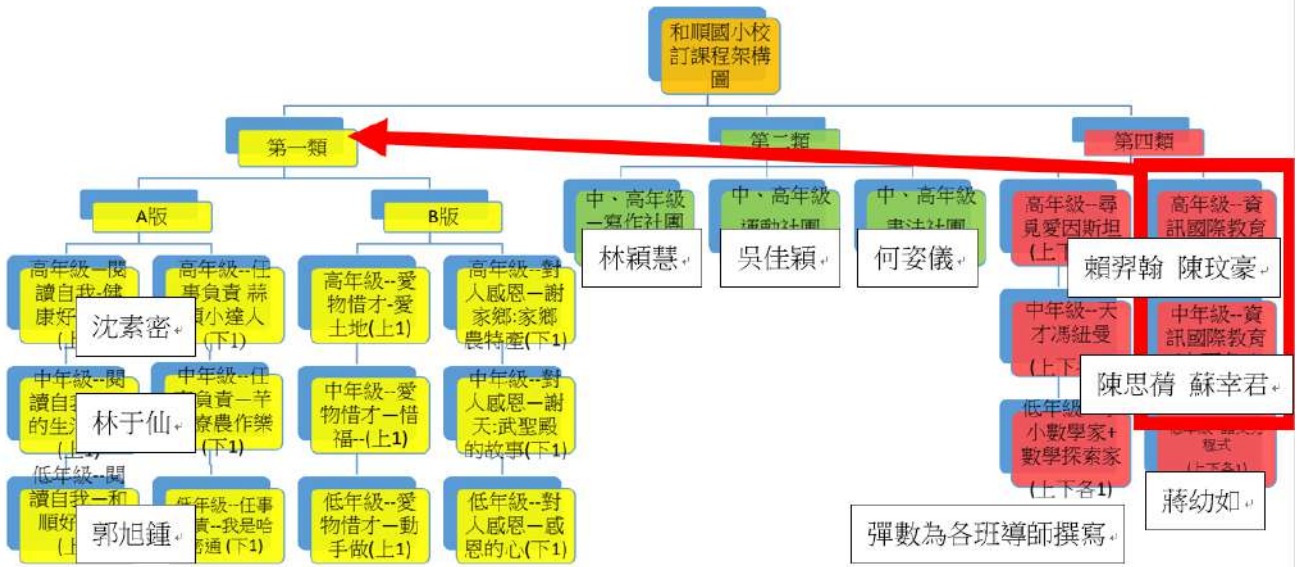 和順國小校
訂課程架構
圖
第一類
第二類
第四類
A版
B版
高年級--閱
讀自我-健
康好
(上
沈素密
高年級--任
事負責 蒜
頭小達人
(下1)
高年級--愛
物惜才-愛
土地(上1)
高年級--對
人感恩—謝
家鄉:家鄉
農特產(下1)
中、高年級
—寫作社團
林穎慧
中、高年級
運動社團
吳佳穎
中、高年級
書法社團
何姿儀
高年級--尋
覓愛因斯坦
(上下
高年級--資
訊國際教育
賴羿翰 陳玟豪
中年級--閱
讀自
的生
(上1)
林于仙
中年級--任
負責—芊
寮農作樂
(下1)
中年級--愛
物惜才—惜
福--(上1)
中年級--對
人感恩—謝
天:武聖殿
的故事(下1)
中年級--天
才馮紐曼
(上下
中年級--資
訊國際教育
陳思蒨 蘇幸君
低年級--閱
讀自我—和
順好
(上
郭旭鍾
低年級--任事
責--我是哈
通(下1)
低年級--愛
物惜才—動
手做(上1)
低年級--對
人感恩—感
恩的心(下1)
低年級
小數學家+
數學探索家
(上下各1)
程式
(上下各1)
蔣幼如
彈數為各班導師撰寫